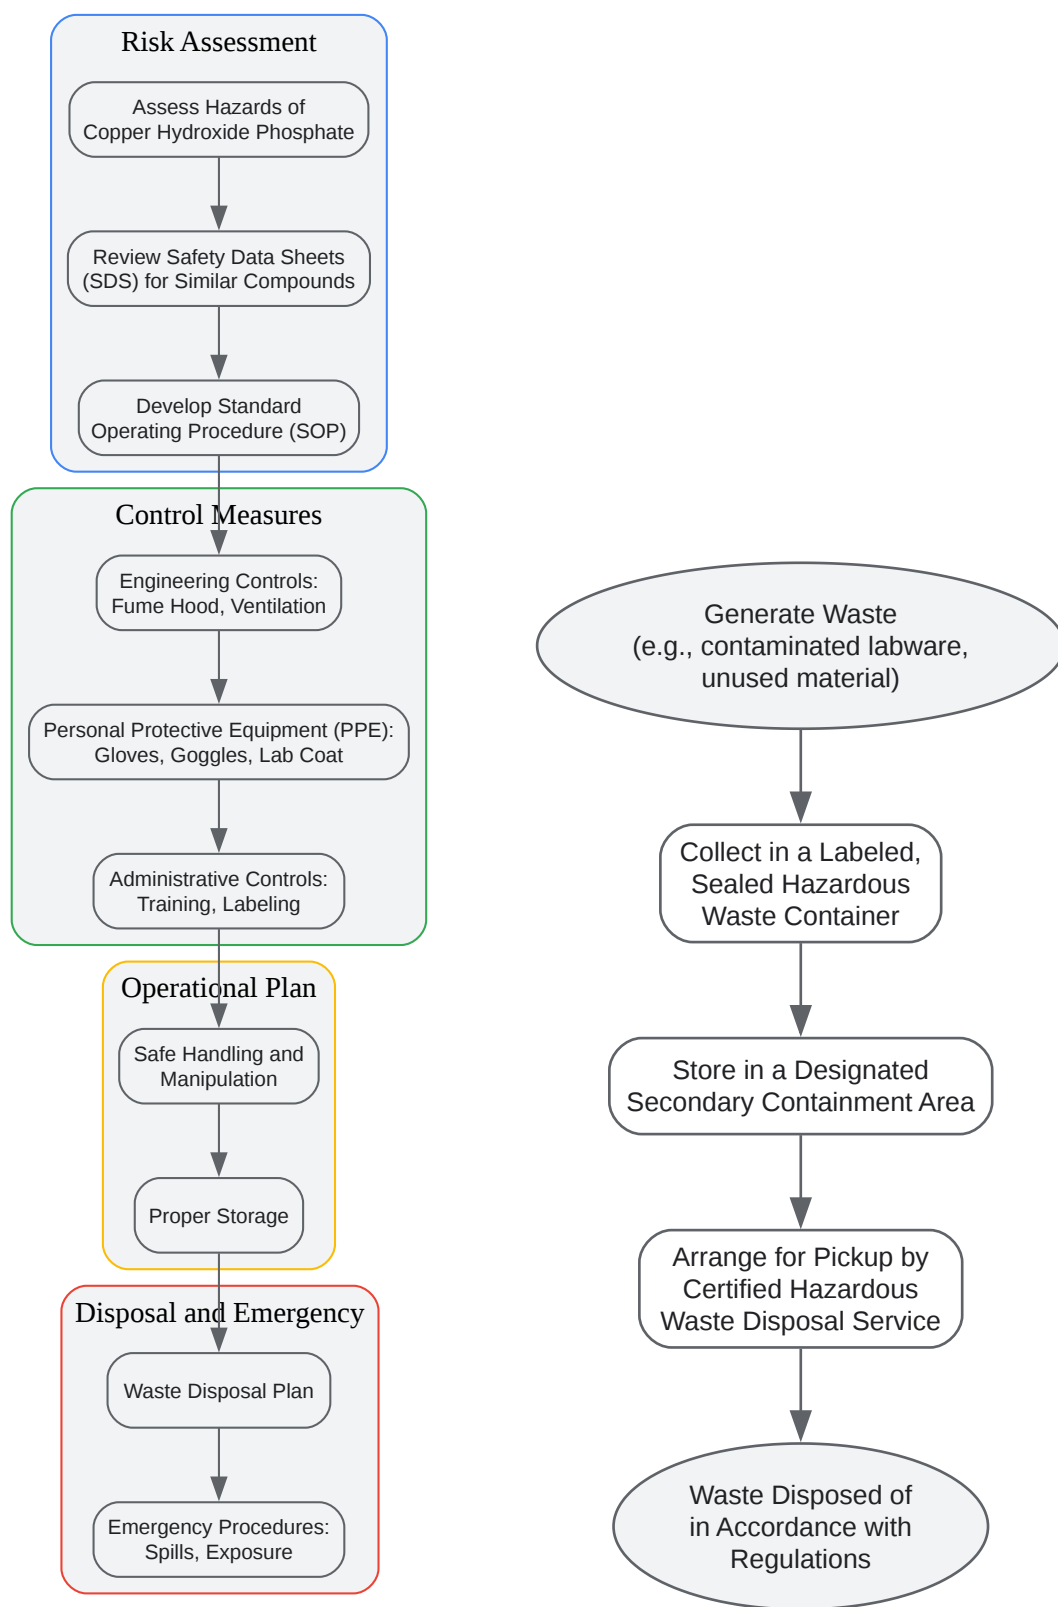 Risk Assessment
Assess Hazards of
Copper Hydroxide Phosphate
Review Safety Data Sheets
(SDS) for Similar Compounds
Develop Standard
Operating Procedure (SOP)
Control Measures
Engineering Controls:
Fume Hood, Ventilation
Personal Protective Equipment (PPE):
Gloves, Goggles, Lab Coat
Administrative Controls:
Training, Labeling
Operational Plan
Safe Handling and
Manipulation
Proper Storage
Disposal and Emergency
Waste Disposal Plan
Emergency Procedures:
Spills, Exposure
Generate Waste
(e.g., contaminated labware,
unused material)
Collect in a Labeled,
Sealed Hazardous
Waste Container
Store in a Designated
Secondary Containment Area
Arrange for Pickup by
Certified Hazardous
Waste Disposal Service
Waste Disposed of
in Accordance with
Regulations